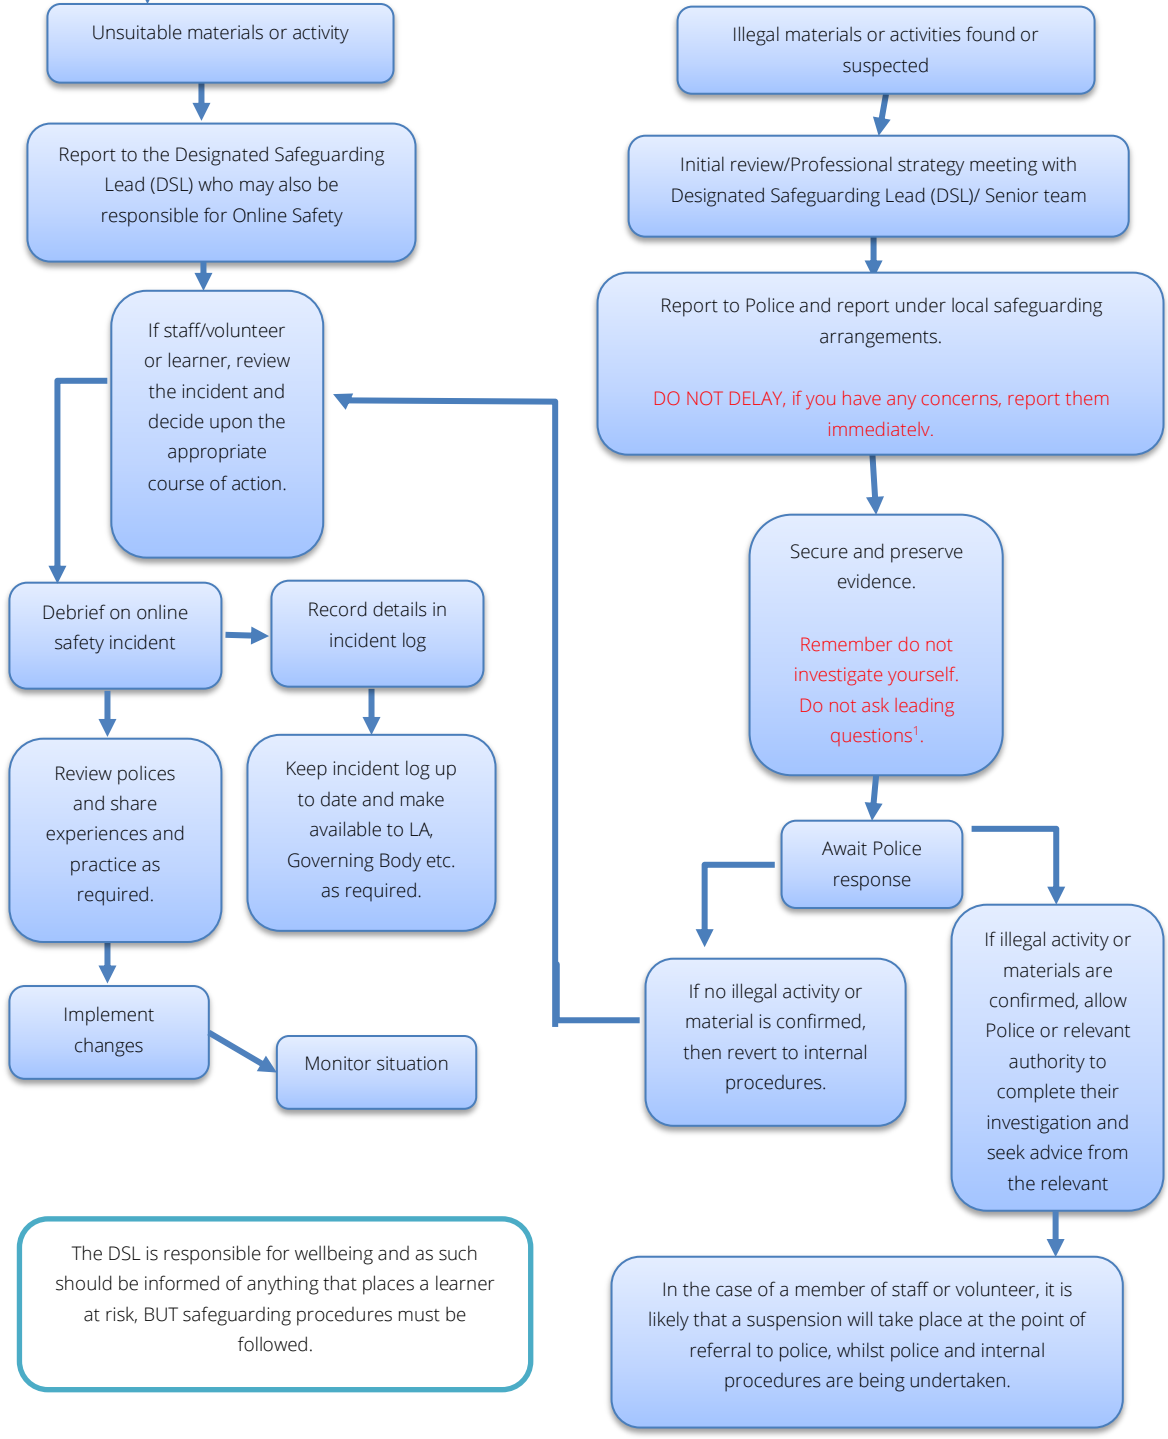 Unsuitable materials or activity
Report to the Designated Safeguarding
Lead (DSL) who may also be
responsible for Online Safety
If staff/volunteer
or learner, review
the incident and
decide upon the
appropriate
course of action.
Debrief on online
safety incident
Record details in
incident log
Review polices
and share
experiences and
practice as
required.
Keep incident log up
to date and make
available to LA,
Governing Body etc.
as required.
Implement
changes
Monitor situation
The DSL is responsible for wellbeing and as such
should be informed of anything that places a learner
at risk, BUT safeguarding procedures must be
followed.
Illegal materials or activities found or
suspected
Initial review/Professional strategy meeting with
Designated Safeguarding Lead (DSL)/ Senior team
Report to Police and report under local safeguarding
arrangements.
DO NOT DELAY, if you have any concerns, report them
immediately.
Secure and preserve
evidence.
Remember do not
investigate yourself.
Do not ask leading
questions¹.
Await Police
response
If no illegal activity or
material is confirmed,
then revert to internal
procedures.
If illegal activity or
materials are
confirmed, allow
Police or relevant
authority to
complete their
investigation and
seek advice from
the relevant
In the case of a member of staff or volunteer, it is
likely that a suspension will take place at the point of
referral to police, whilst police and internal
procedures are being undertaken.